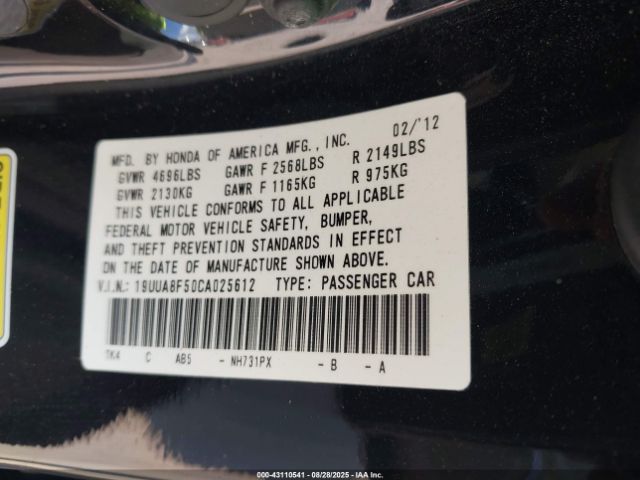 MFD. BY HONDA OF AMERICA MFG., INC. 02/'12
GVWR 4696LBS GAWR F 2568LBS R 2149LBS
GVWR 2130KG GAWR F 1165KG R 975KG
THIS VEHICLE CONFORMS TO ALL APPLICABLE
FEDERAL MOTOR VEHICLE SAFETY, BUMPER,
AND THEFT PREVENTION STANDARDS IN EFFECT
ON THE DATE OF MANUFACTURE SHOWN ABOVE.
V.I.N.: 19UUA8F50CA025612 TYPE: PASSENGER CAR
TK4 C AB5 - NH731PX - B - A
000-43110541 - 08/28/2025 - IAAI.COM